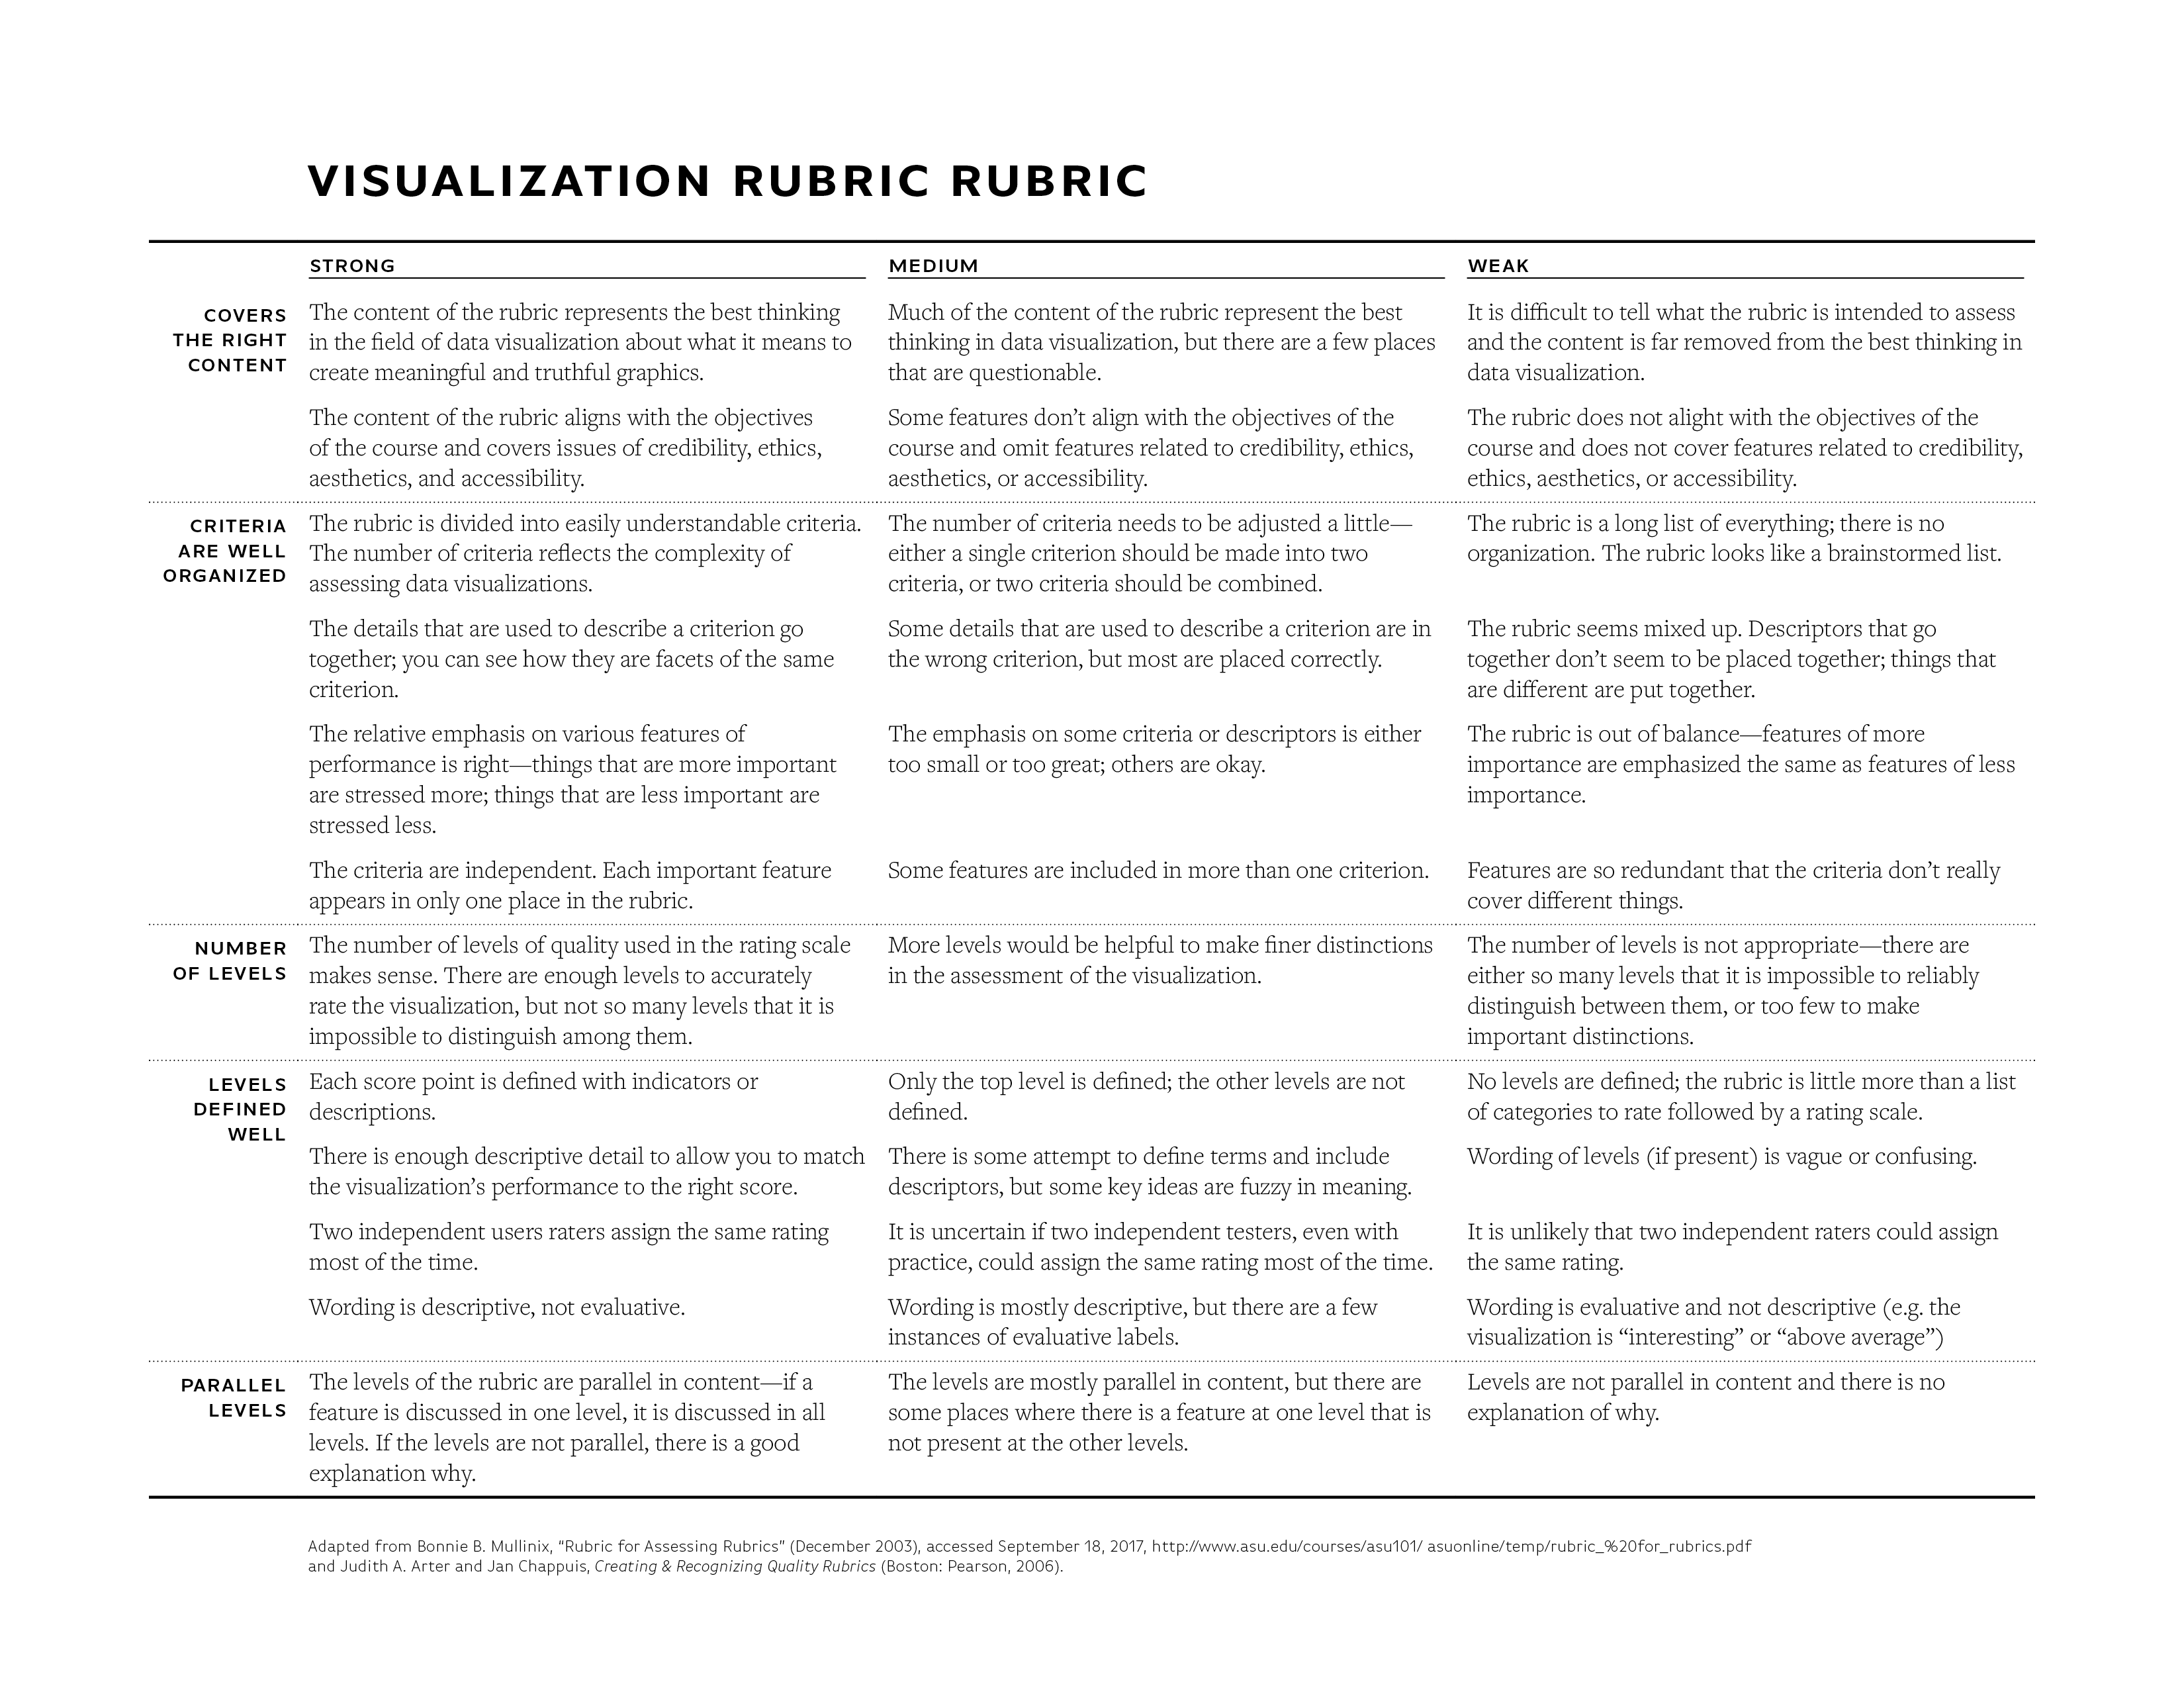 VISUALIZATION RUBRIC RUBRIC
STRONG
MEDIUM
WEAK
COVERS
THE RIGHT
CONTENT
The content of the rubric represents the best thinking
in the field of data visualization about what it means to
create meaningful and truthful graphics.
Much of the content of the rubric represent the best
thinking in data visualization, but there are a few places
that are questionable.
It is difficult to tell what the rubric is intended to assess
and the content is far removed from the best thinking in
data visualization.
The content of the rubric aligns with the objectives
of the course and covers issues of credibility, ethics,
aesthetics, and accessibility.
Some features don’t align with the objectives of the
course and omit features related to credibility, ethics,
aesthetics, or accessibility.
The rubric does not alight with the objectives of the
course and does not cover features related to credibility,
ethics, aesthetics, or accessibility.
CRITERIA
ARE WELL
ORGANIZED
The rubric is divided into easily understandable criteria.
The number of criteria reflects the complexity of
assessing data visualizations.
The number of criteria needs to be adjusted a little—
either a single criterion should be made into two
criteria, or two criteria should be combined.
The rubric is a long list of everything; there is no
organization. The rubric looks like a brainstormed list.
The details that are used to describe a criterion go
together; you can see how they are facets of the same
criterion.
Some details that are used to describe a criterion are in
the wrong criterion, but most are placed correctly.
The rubric seems mixed up. Descriptors that go
together don’t seem to be placed together; things that
are different are put together.
The relative emphasis on various features of
performance is right—things that are more important
are stressed more; things that are less important are
stressed less.
The emphasis on some criteria or descriptors is either
too small or too great; others are okay.
The rubric is out of balance—features of more
importance are emphasized the same as features of less
importance.
The criteria are independent. Each important feature
appears in only one place in the rubric.
Some features are included in more than one criterion.
Features are so redundant that the criteria don’t really
cover different things.
NUMBER
OF LEVELS
The number of levels of quality used in the rating scale
makes sense. There are enough levels to accurately
rate the visualization, but not so many levels that it is
impossible to distinguish among them.
More levels would be helpful to make finer distinctions
in the assessment of the visualization.
The number of levels is not appropriate—there are
either so many levels that it is impossible to reliably
distinguish between them, or too few to make
important distinctions.
LEVELS
DEFINED
WELL
Each score point is defined with indicators or
descriptions.
Only the top level is defined; the other levels are not
defined.
No levels are defined; the rubric is little more than a list
of categories to rate followed by a rating scale.
There is enough descriptive detail to allow you to match
the visualization’s performance to the right score.
There is some attempt to define terms and include
descriptors, but some key ideas are fuzzy in meaning.
Wording of levels (if present) is vague or confusing.
Two independent users raters assign the same rating
most of the time.
It is uncertain if two independent testers, even with
practice, could assign the same rating most of the time.
It is unlikely that two independent raters could assign
the same rating.
Wording is descriptive, not evaluative.
Wording is mostly descriptive, but there are a few
instances of evaluative labels.
Wording is evaluative and not descriptive (e.g. the
visualization is “interesting” or “above average”)
PARALLEL
LEVELS
The levels of the rubric are parallel in content—if a
feature is discussed in one level, it is discussed in all
levels. If the levels are not parallel, there is a good
explanation why.
The levels are mostly parallel in content, but there are
some places where there is a feature at one level that is
not present at the other levels.
Levels are not parallel in content and there is no
explanation of why.
Adapted from Bonnie B. Mullinix, “Rubric for Assessing Rubrics” (December 2003), accessed September 18, 2017, http://www.asu.edu/courses/asu101/ asuonline/temp/rubric_%20for_rubrics.pdf
and Judith A. Arter and Jan Chappuis, Creating & Recognizing Quality Rubrics (Boston: Pearson, 2006).